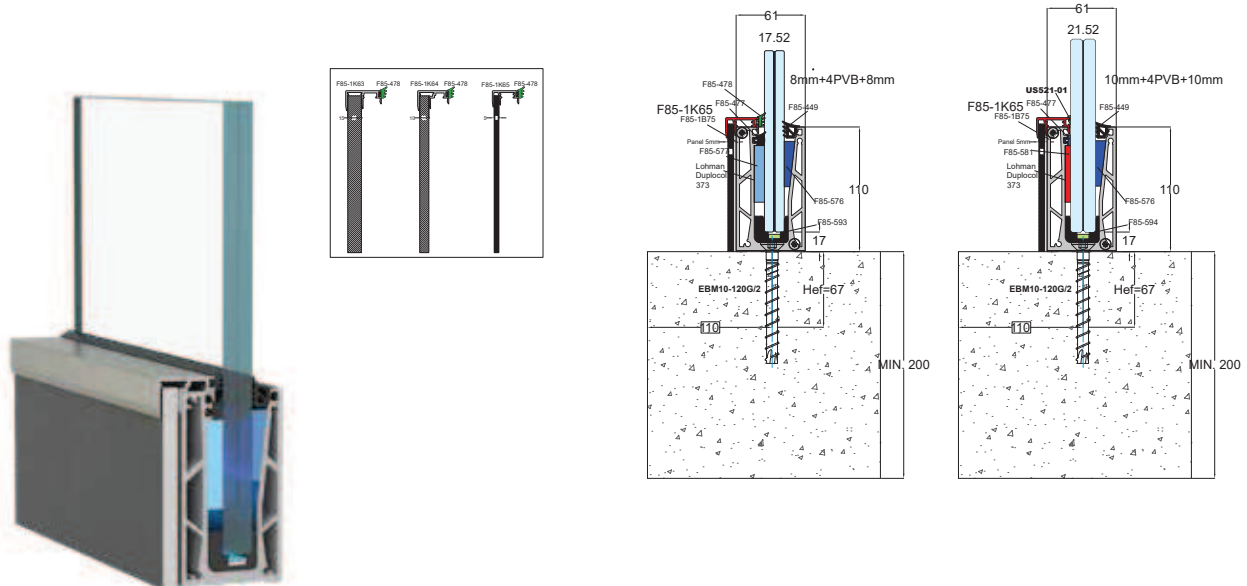 F85-1K63 F85-478
F85-1K64 F85-478
F85-1K65 F85-478
61
17.52
8mm+4PVB+8mm
F85-478
F85-477
F85-449
F85-1K65
F85-1B75
Panel 5mm
F85-577
Lohman
Duplocol
373
110
F85-576
F85-593
17
EBM10-120G/2
Hef=67
110
MIN. 200
61
21.52
10mm+4PVB+10mm
US521-01
F85-477
F85-449
F85-1K65
F85-1B75
Panel 5mm
F85-581
Lohman
Duplocol
373
110
F85-576
F85-594
17
EBM10-120G/2
Hef=67
110
MIN. 200